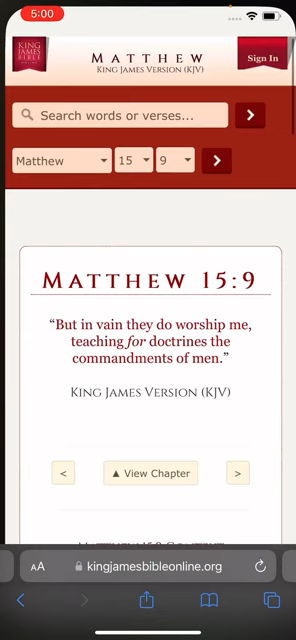 5:00
KING JAMES BIBLE ONLINE
MATTHEW
KING JAMES VERSION (KJV)
Sign In
Search words or verses...
Matthew 15 9
MATTHEW 15:9
“But in vain they do worship me,
teaching for doctrines the
commandments of men.”
KING JAMES VERSION (KJV)
< ▲ View Chapter >
AA kingjamesbibleonline.org